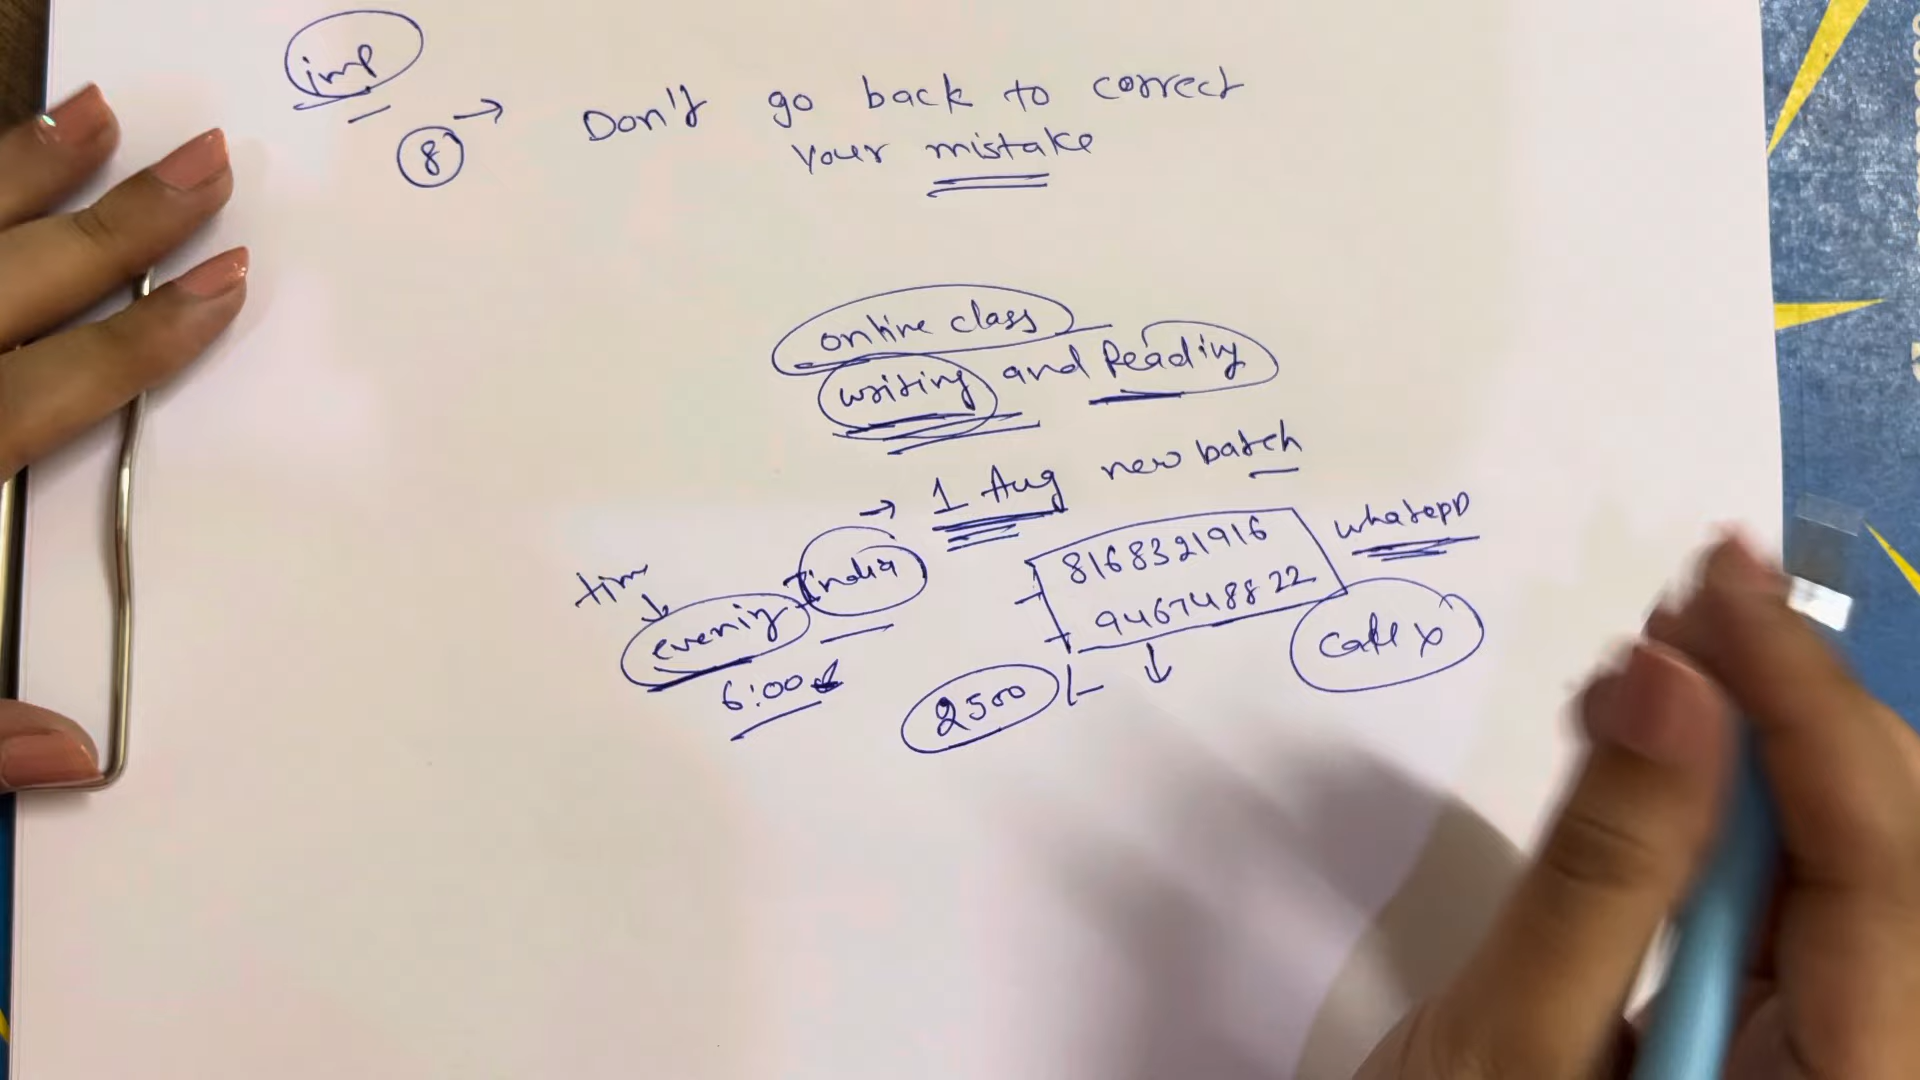 imp
8 → Don't go back to correct
your mistake
online class
writing and Reading
→ 1 Aug new batch
8168321916 whatsapp
9467488822
time ↓
evening India
6:00
2500/-
call x